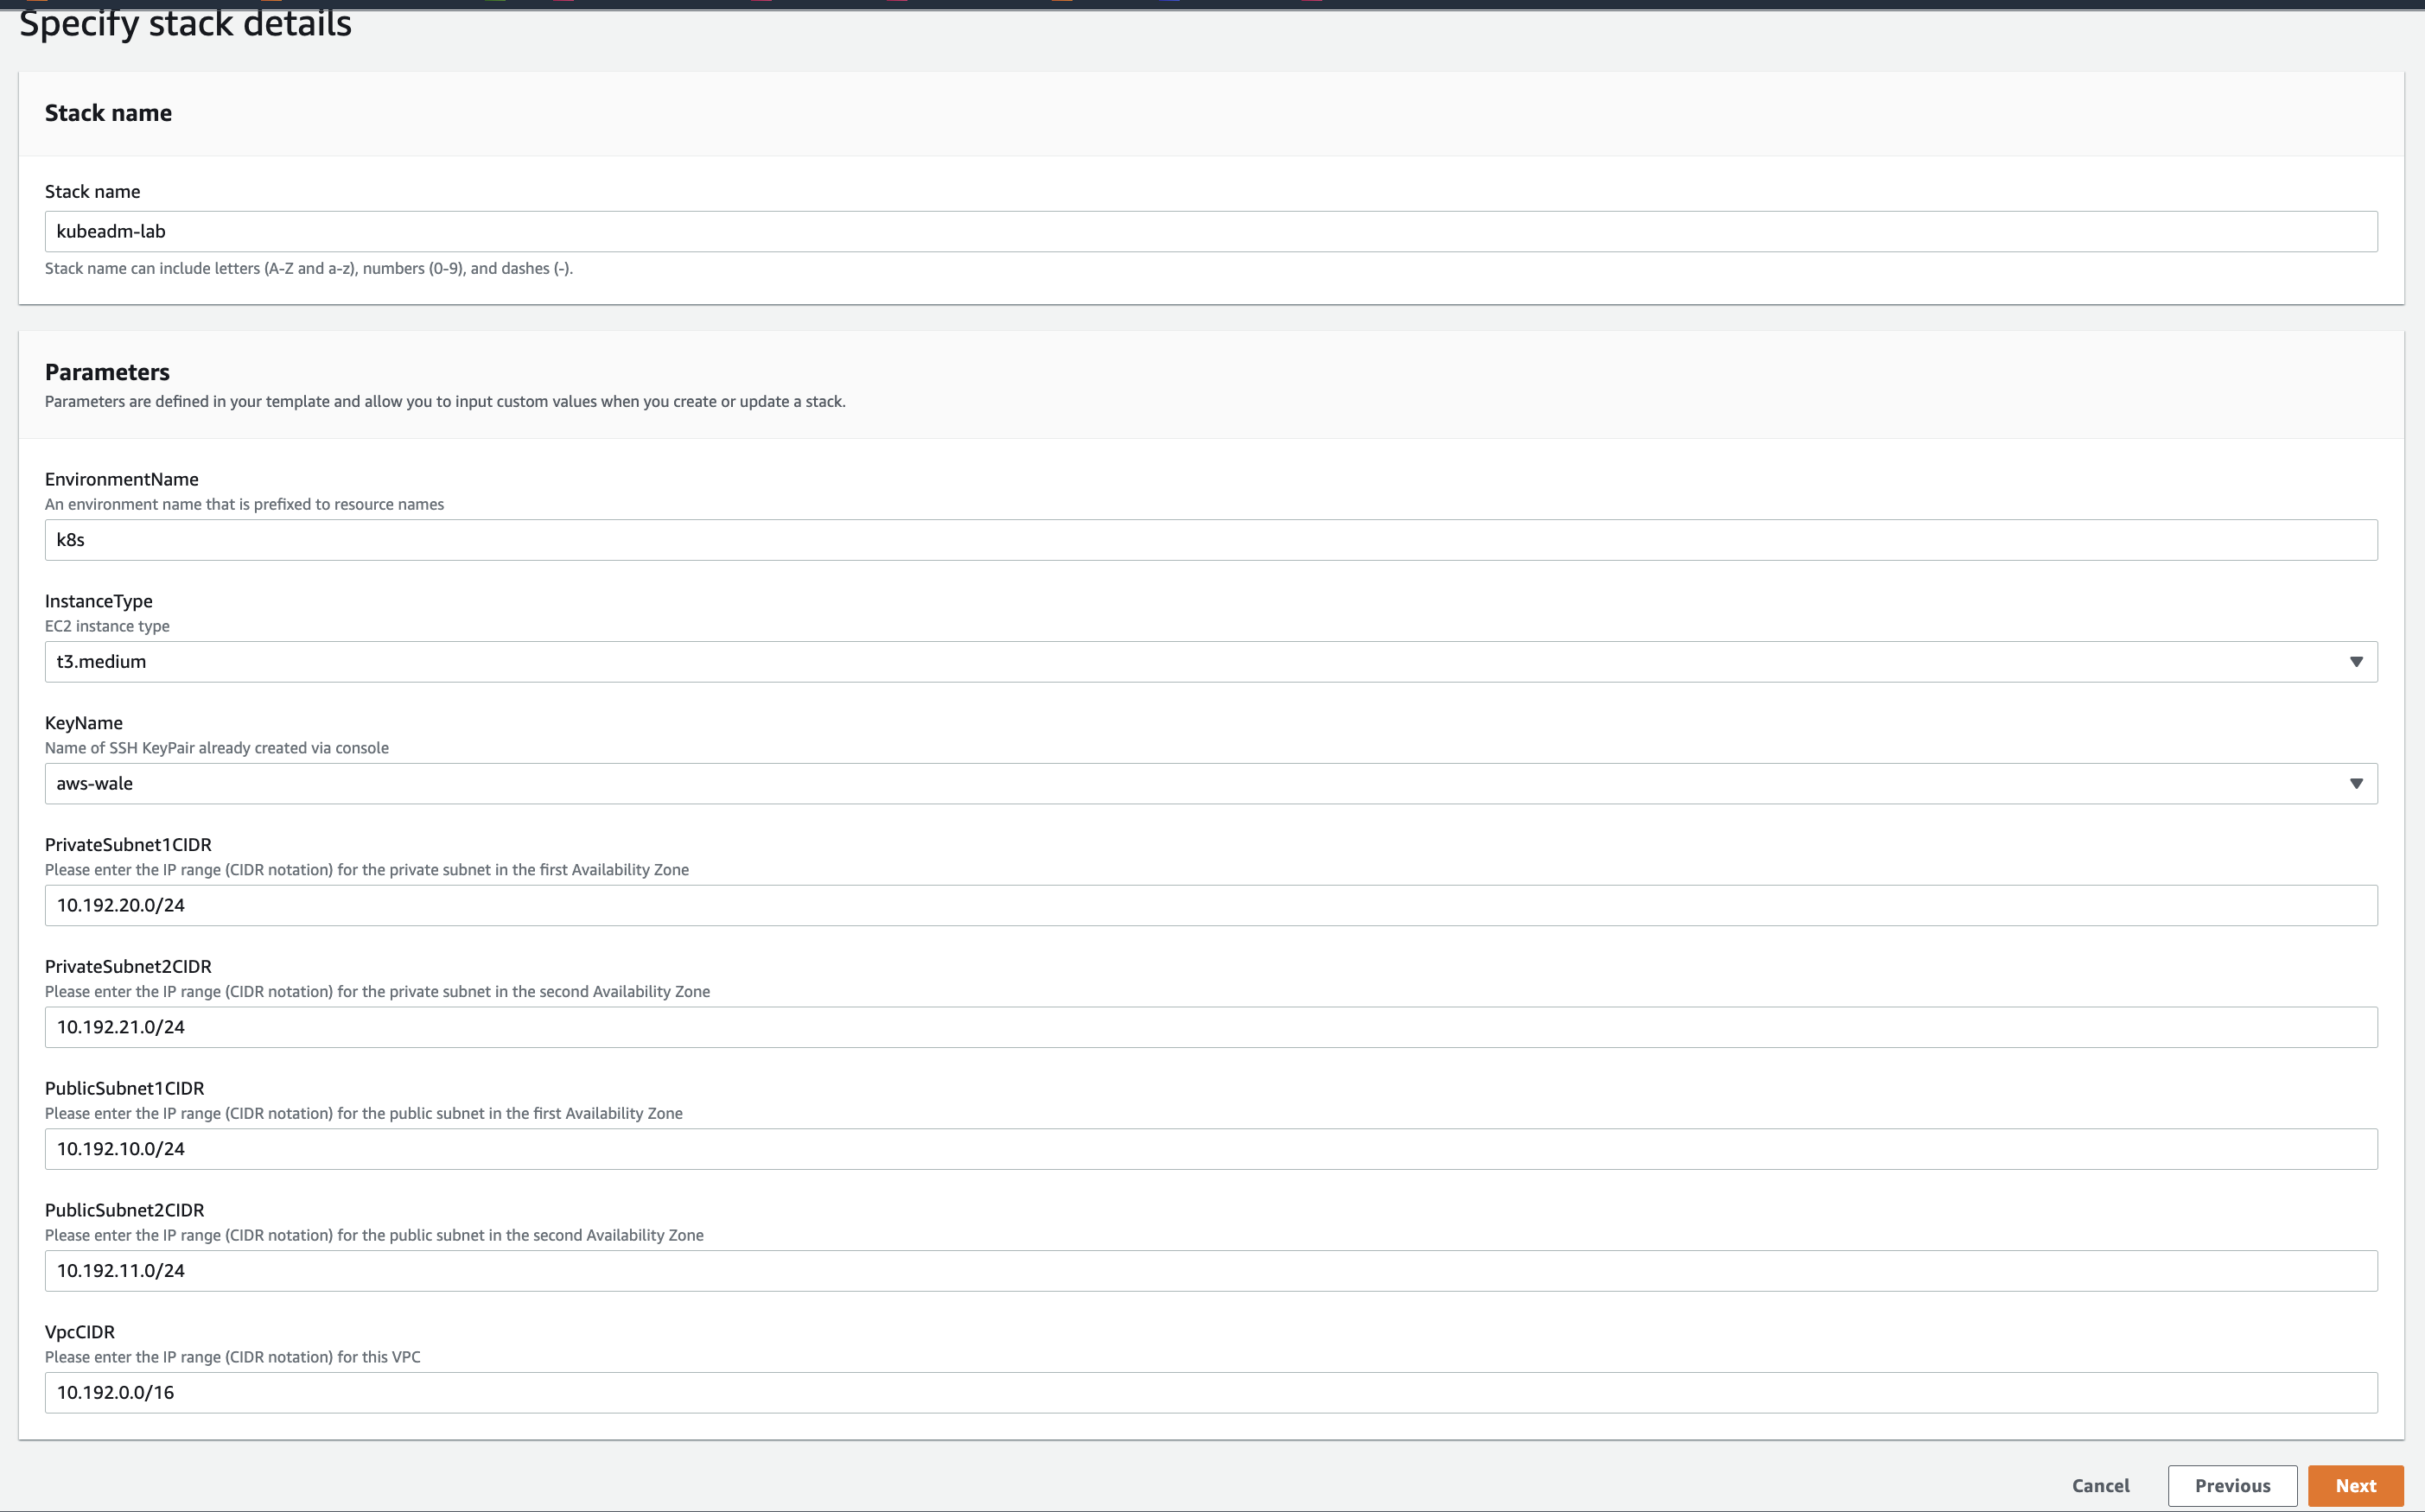 Specify stack details
Stack name
Stack name
kubeadm-lab
Stack name can include letters (A-Z and a-z), numbers (0-9), and dashes (-).
Parameters
Parameters are defined in your template and allow you to input custom values when you create or update a stack.
EnvironmentName
An environment name that is prefixed to resource names
k8s
InstanceType
EC2 instance type
t3.medium
KeyName
Name of SSH KeyPair already created via console
aws-wale
PrivateSubnet1CIDR
Please enter the IP range (CIDR notation) for the private subnet in the first Availability Zone
10.192.20.0/24
PrivateSubnet2CIDR
Please enter the IP range (CIDR notation) for the private subnet in the second Availability Zone
10.192.21.0/24
PublicSubnet1CIDR
Please enter the IP range (CIDR notation) for the public subnet in the first Availability Zone
10.192.10.0/24
PublicSubnet2CIDR
Please enter the IP range (CIDR notation) for the public subnet in the second Availability Zone
10.192.11.0/24
VpcCIDR
Please enter the IP range (CIDR notation) for this VPC
10.192.0.0/16
Cancel
Previous
Next